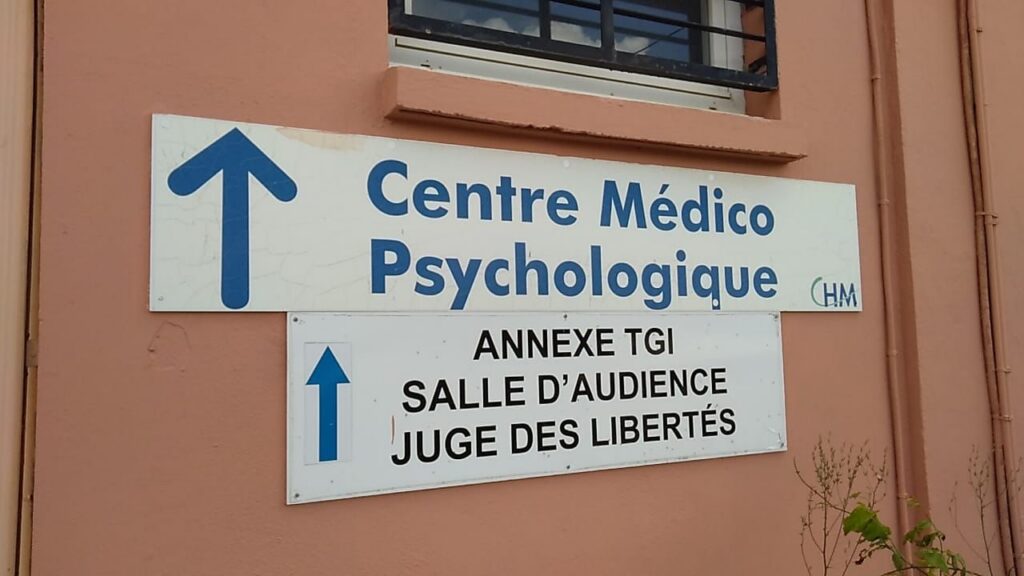 Centre Médico
Psychologique
CHM
ANNEXE TGI
SALLE D'AUDIENCE
JUGE DES LIBERTÉS